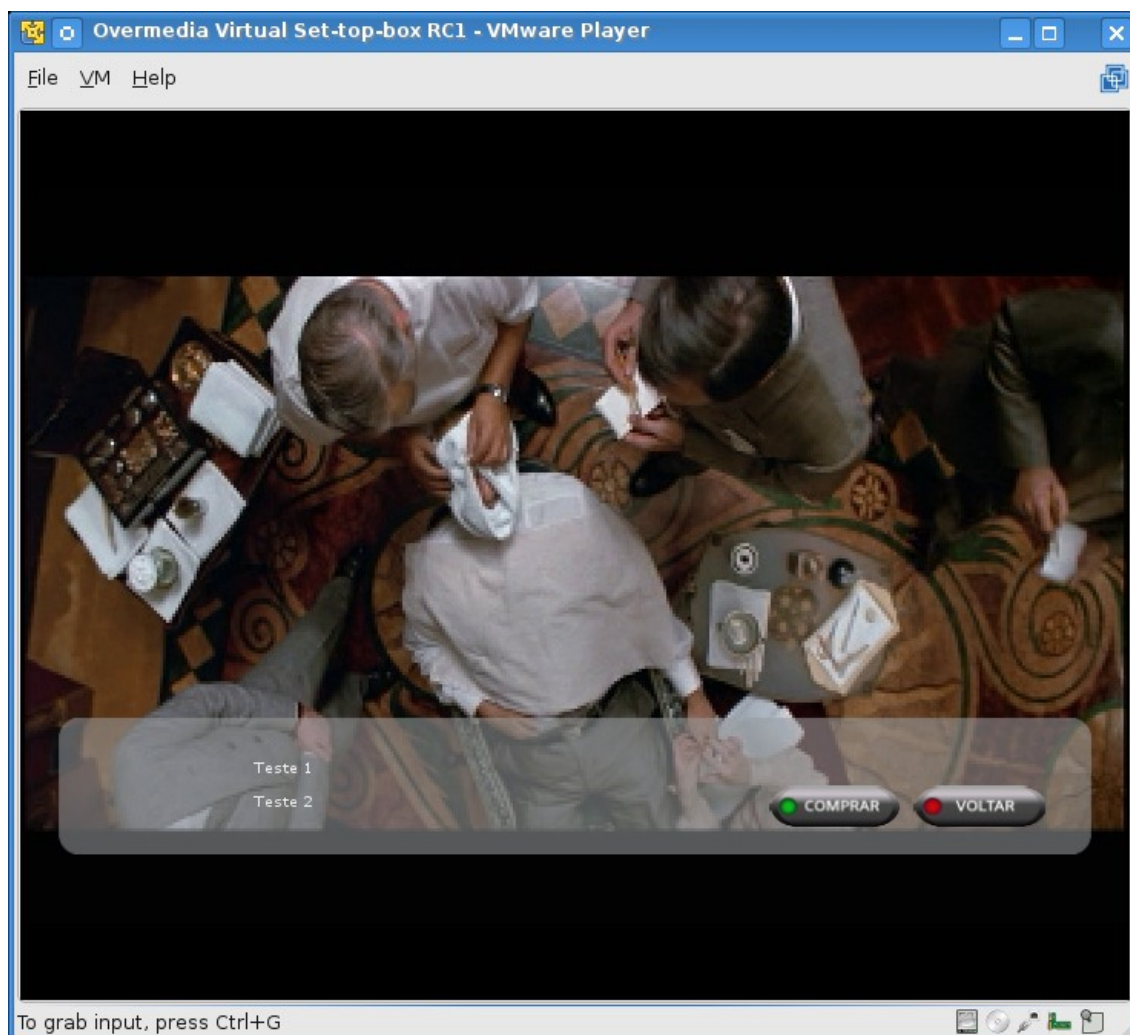 Overmedia Virtual Set-top-box RC1 - VMware Player
File VM Help
Teste 1
Teste 2
COMPRAR VOLTAR
To grab input, press Ctrl+G